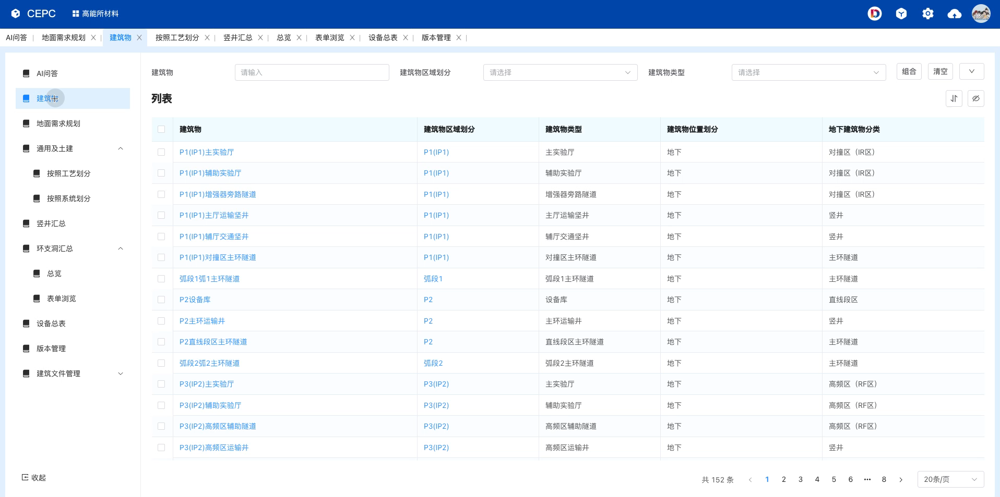 CEPC 高能所材料
AI问答 地面需求规划 建筑物 按照工艺划分 竖井汇总 总览 表单浏览 设备总表 版本管理
AI问答
建筑物
地面需求规划
通用及土建
按照工艺划分
按照系统划分
竖井汇总
环支洞汇总
总览
表单浏览
设备总表
版本管理
建筑文件管理
收起
建筑物 请输入 建筑物区域划分 请选择 建筑物类型 请选择 组合 清空
列表
建筑物 建筑物区域划分 建筑物类型 建筑物位置划分 地下建筑物分类
P1(IP1)主实验厅 P1(IP1) 主实验厅 地下 对撞区（IR区）
P1(IP1)辅助实验厅 P1(IP1) 辅助实验厅 地下 对撞区（IR区）
P1(IP1)增强器旁路隧道 P1(IP1) 增强器旁路隧道 地下 对撞区（IR区）
P1(IP1)主厅运输坚井 P1(IP1) 主厅运输坚井 地下 竖井
P1(IP1)辅厅交通坚井 P1(IP1) 辅厅交通坚井 地下 竖井
P1(IP1)对撞区主环隧道 P1(IP1) 对撞区主环隧道 地下 主环隧道
弧段1弧1主环隧道 弧段1 弧段1主环隧道 地下 主环隧道
P2设备库 P2 设备库 地下 直线段区
P2主环运输井 P2 主环运输井 地下 竖井
P2直线段区主环隧道 P2 直线段区主环隧道 地下 主环隧道
弧段2弧2主环隧道 弧段2 弧段2主环隧道 地下 主环隧道
P3(IP2)主实验厅 P3(IP2) 主实验厅 地下 高频区（RF区）
P3(IP2)辅助实验厅 P3(IP2) 辅助实验厅 地下 高频区（RF区）
P3(IP2)高频区辅助隧道 P3(IP2) 高频区辅助隧道 地下 高频区（RF区）
P3(IP2)高频区运输井 P3(IP2) 高频区运输井 地下 竖井
共 152 条 1 2 3 4 5 6 ••• 8 20条/页